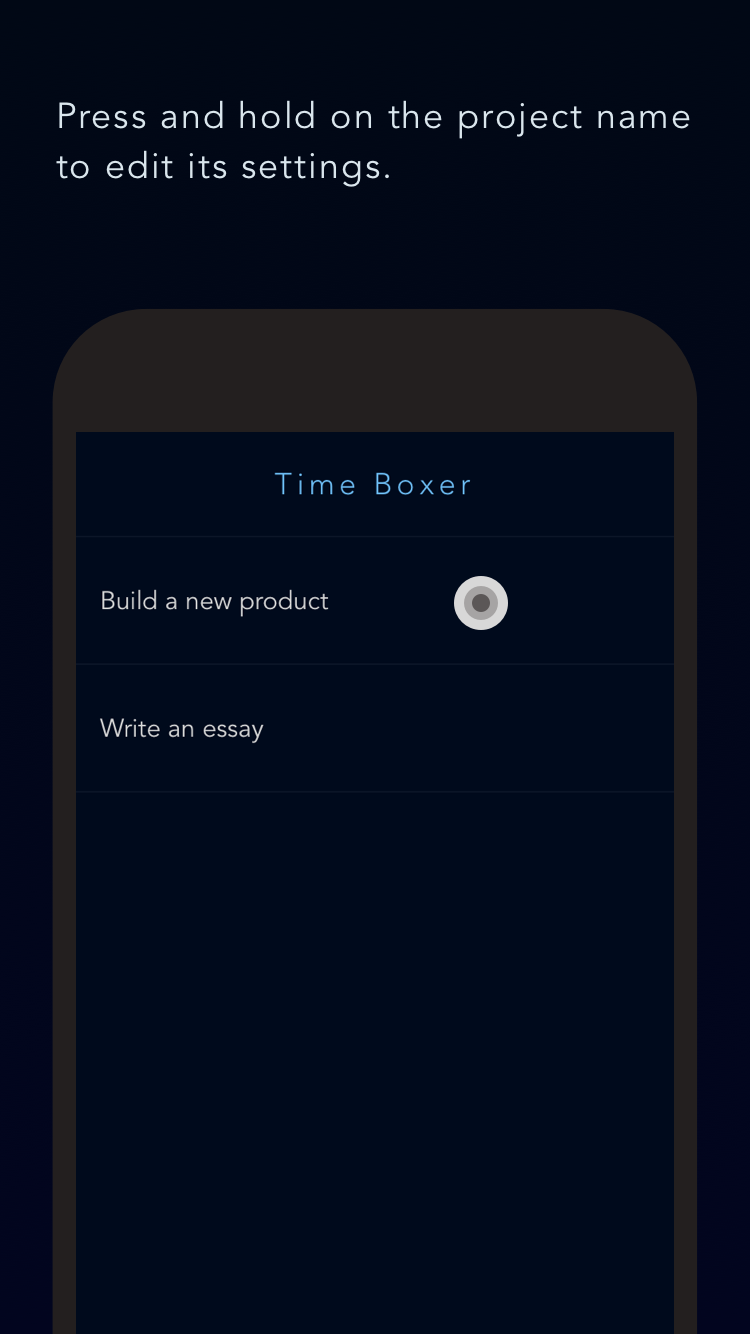 Press and hold on the project name
to edit its settings.
Time Boxer
Build a new product
Write an essay